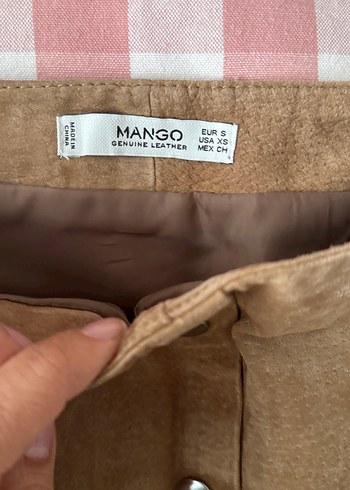 MADE IN
CHINA
MANGO
GENUINE LEATHER
EUR S
USA XS
MEX CH